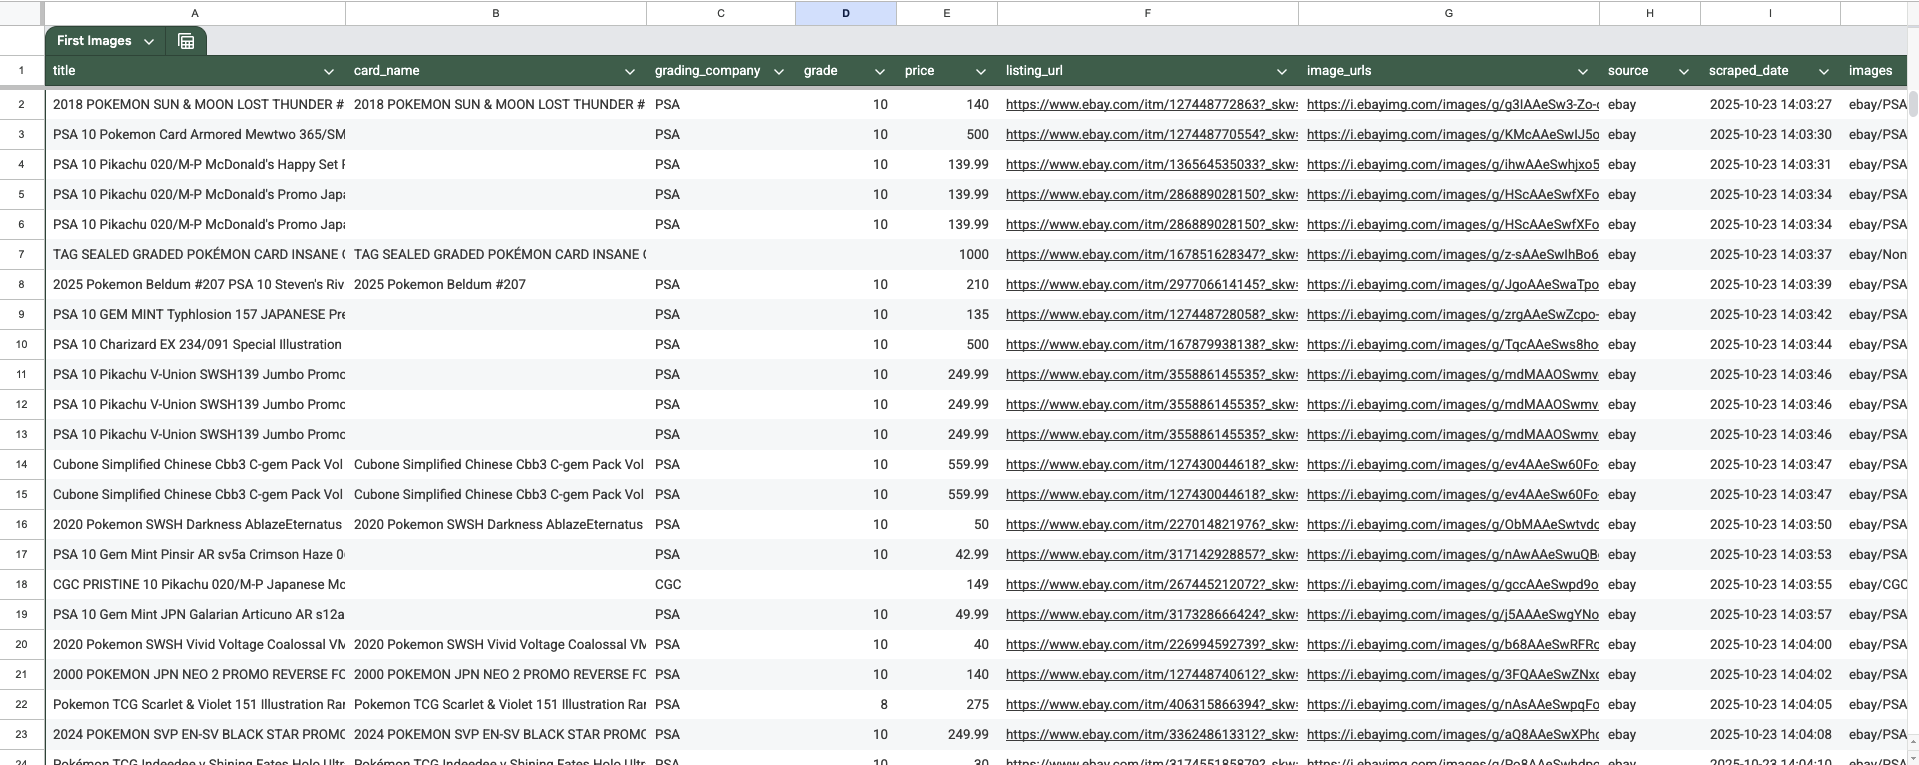 A B C D E F G H I
First Images
1 title card_name grading_company grade price listing_url image_urls source scraped_date images
2 2018 POKEMON SUN & MOON LOST THUNDER # 2018 POKEMON SUN & MOON LOST THUNDER # PSA 10 140 https://www.ebay.com/itm/127448772863?_skw= https://i.ebayimg.com/images/g/g3IAAeSw3-Zo- ebay 2025-10-23 14:03:27 ebay/PSA
3 PSA 10 Pokemon Card Armored Mewtwo 365/SM PSA 10 500 https://www.ebay.com/itm/127448770554?_skw= https://i.ebayimg.com/images/g/KMcAAeSwIJ5o ebay 2025-10-23 14:03:30 ebay/PSA
4 PSA 10 Pikachu 020/M-P McDonald's Happy Set PSA 10 139.99 https://www.ebay.com/itm/136564535033?_skw= https://i.ebayimg.com/images/g/ihwAAeSwhjxo5 ebay 2025-10-23 14:03:31 ebay/PSA
5 PSA 10 Pikachu 020/M-P McDonald's Promo Japa PSA 10 139.99 https://www.ebay.com/itm/286889028150?_skw= https://i.ebayimg.com/images/g/HScAAeSwfXFo ebay 2025-10-23 14:03:34 ebay/PSA
6 PSA 10 Pikachu 020/M-P McDonald's Promo Japa PSA 10 139.99 https://www.ebay.com/itm/286889028150?_skw= https://i.ebayimg.com/images/g/HScAAeSwfXFo ebay 2025-10-23 14:03:34 ebay/PSA
7 TAG SEALED GRADED POKÉMON CARD INSANE TAG SEALED GRADED POKÉMON CARD INSANE 1000 https://www.ebay.com/itm/167851628347?_skw= https://i.ebayimg.com/images/g/z-sAAeSwIhBo6 ebay 2025-10-23 14:03:37 ebay/Non
8 2025 Pokemon Beldum #207 PSA 10 Steven's Riv 2025 Pokemon Beldum #207 PSA 10 210 https://www.ebay.com/itm/297706614145?_skw= https://i.ebayimg.com/images/g/JgoAAeSwaTpo ebay 2025-10-23 14:03:39 ebay/PSA
9 PSA 10 GEM MINT Typhlosion 157 JAPANESE Pre PSA 10 135 https://www.ebay.com/itm/127448728058?_skw= https://i.ebayimg.com/images/g/zrgAAeSwZcpo- ebay 2025-10-23 14:03:42 ebay/PSA
10 PSA 10 Charizard EX 234/091 Special Illustration PSA 10 500 https://www.ebay.com/itm/167879938138?_skw= https://i.ebayimg.com/images/g/TqcAAeSws8ho ebay 2025-10-23 14:03:44 ebay/PSA
11 PSA 10 Pikachu V-Union SWSH139 Jumbo Promo PSA 10 249.99 https://www.ebay.com/itm/355886145535?_skw= https://i.ebayimg.com/images/g/mdMAAOSwmv ebay 2025-10-23 14:03:46 ebay/PSA
12 PSA 10 Pikachu V-Union SWSH139 Jumbo Promo PSA 10 249.99 https://www.ebay.com/itm/355886145535?_skw= https://i.ebayimg.com/images/g/mdMAAOSwmv ebay 2025-10-23 14:03:46 ebay/PSA
13 PSA 10 Pikachu V-Union SWSH139 Jumbo Promo PSA 10 249.99 https://www.ebay.com/itm/355886145535?_skw= https://i.ebayimg.com/images/g/mdMAAOSwmv ebay 2025-10-23 14:03:46 ebay/PSA
14 Cubone Simplified Chinese Cbb3 C-gem Pack Vol Cubone Simplified Chinese Cbb3 C-gem Pack Vol PSA 10 559.99 https://www.ebay.com/itm/127430044618?_skw= https://i.ebayimg.com/images/g/ev4AAeSw60Fo ebay 2025-10-23 14:03:47 ebay/PSA
15 Cubone Simplified Chinese Cbb3 C-gem Pack Vol Cubone Simplified Chinese Cbb3 C-gem Pack Vol PSA 10 559.99 https://www.ebay.com/itm/127430044618?_skw= https://i.ebayimg.com/images/g/ev4AAeSw60Fo ebay 2025-10-23 14:03:47 ebay/PSA
16 2020 Pokemon SWSH Darkness AblazeEternatus 2020 Pokemon SWSH Darkness AblazeEternatus PSA 10 50 https://www.ebay.com/itm/227014821976?_skw= https://i.ebayimg.com/images/g/ObMAAeSwtvdc ebay 2025-10-23 14:03:50 ebay/PSA
17 PSA 10 Gem Mint Pinsir AR sv5a Crimson Haze 0 PSA 10 42.99 https://www.ebay.com/itm/317142928857?_skw= https://i.ebayimg.com/images/g/nAwAAeSwuQB ebay 2025-10-23 14:03:53 ebay/PSA
18 CGC PRISTINE 10 Pikachu 020/M-P Japanese Mc CGC 149 https://www.ebay.com/itm/267445212072?_skw= https://i.ebayimg.com/images/g/gccAAeSwpd9o ebay 2025-10-23 14:03:55 ebay/CGC
19 PSA 10 Gem Mint JPN Galarian Articuno AR s12a PSA 10 49.99 https://www.ebay.com/itm/317328666424?_skw= https://i.ebayimg.com/images/g/j5AAAeSwgYNo ebay 2025-10-23 14:03:57 ebay/PSA
20 2020 Pokemon SWSH Vivid Voltage Coalossal VM 2020 Pokemon SWSH Vivid Voltage Coalossal VM PSA 10 40 https://www.ebay.com/itm/226994592739?_skw= https://i.ebayimg.com/images/g/b68AAeSwRFRc ebay 2025-10-23 14:04:00 ebay/PSA
21 2000 POKEMON JPN NEO 2 PROMO REVERSE FO 2000 POKEMON JPN NEO 2 PROMO REVERSE FO PSA 10 140 https://www.ebay.com/itm/127448740612?_skw= https://i.ebayimg.com/images/g/3FQAAeSwZNxc ebay 2025-10-23 14:04:02 ebay/PSA
22 Pokemon TCG Scarlet & Violet 151 Illustration Rar Pokemon TCG Scarlet & Violet 151 Illustration Rar PSA 8 275 https://www.ebay.com/itm/406315866394?_skw= https://i.ebayimg.com/images/g/nAsAAeSwpqFo ebay 2025-10-23 14:04:05 ebay/PSA
23 2024 POKEMON SVP EN-SV BLACK STAR PROMO 2024 POKEMON SVP EN-SV BLACK STAR PROMO PSA 10 249.99 https://www.ebay.com/itm/336248613312?_skw= https://i.ebayimg.com/images/g/aQ8AAeSwXPhc ebay 2025-10-23 14:04:08 ebay/PSA
24 Pokémon TCG Indeedee v Shining Fates Holo Ultr Pokémon TCG Indeedee v Shining Fates Holo Ultr PSA 10 30 ebay 2025-10-23 14:04:10 ebay/PSA